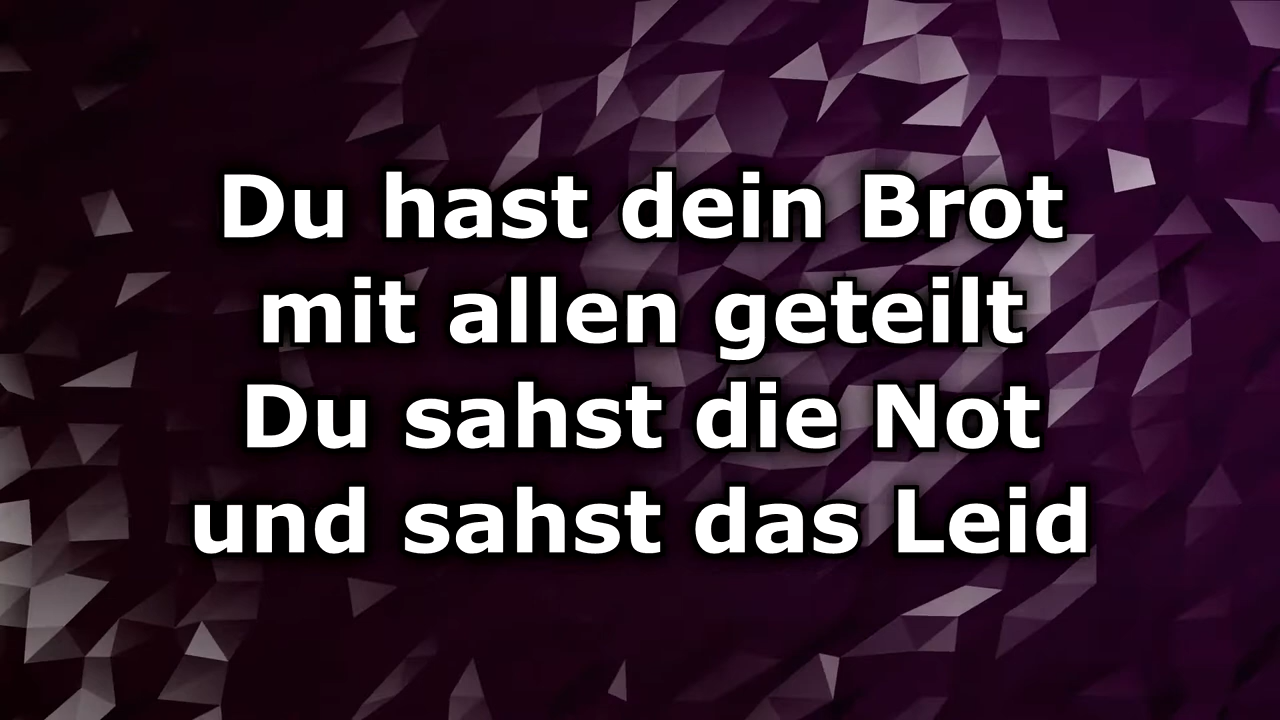 Du hast dein Brot
mit allen geteilt
Du sahst die Not
und sahst das Leid